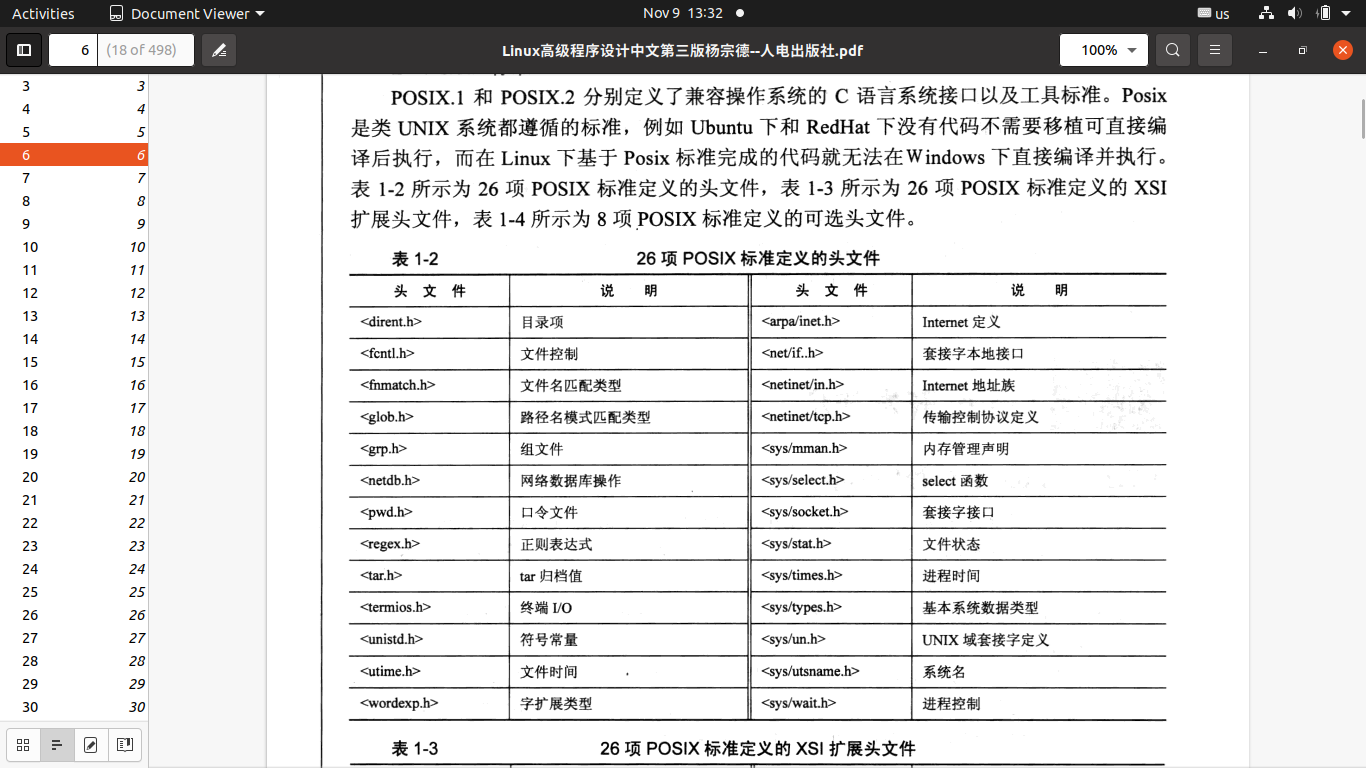 Activities Document Viewer Nov 9 13:32 us
6 (18 of 498) Linux高级程序设计中文第三版杨宗德--人电出版社.pdf 100%
3 3
4 4
5 5
6 6
7 7
8 8
9 9
10 10
11 11
12 12
13 13
14 14
15 15
16 16
17 17
18 18
19 19
20 20
21 21
22 22
23 23
24 24
25 25
26 26
27 27
28 28
29 29
30 30
POSIX.1 和 POSIX.2 分别定义了兼容操作系统的 C 语言系统接口以及工具标准。Posix
是类 UNIX 系统都遵循的标准，例如 Ubuntu 下和 RedHat 下没有代码不需要移植可直接编
译后执行，而在 Linux 下基于 Posix 标准完成的代码就无法在Windows 下直接编译并执行。
表 1-2 所示为 26 项 POSIX 标准定义的头文件，表 1-3 所示为 26 项 POSIX 标准定义的 XSI
扩展头文件，表 1-4 所示为 8 项 POSIX 标准定义的可选头文件。
表 1-2 26 项 POSIX 标准定义的头文件
头 文 件 说 明 头 文 件 说 明
<dirent.h> 目录项 <arpa/inet.h> Internet 定义
<fcntl.h> 文件控制 <net/if..h> 套接字本地接口
<fnmatch.h> 文件名匹配类型 <netinet/in.h> Internet 地址族
<glob.h> 路径名模式匹配类型 <netinet/tcp.h> 传输控制协议定义
<grp.h> 组文件 <sys/mman.h> 内存管理声明
<netdb.h> 网络数据库操作 <sys/select.h> select 函数
<pwd.h> 口令文件 <sys/socket.h> 套接字接口
<regex.h> 正则表达式 <sys/stat.h> 文件状态
<tar.h> tar 归档值 <sys/times.h> 进程时间
<termios.h> 终端 I/O <sys/types.h> 基本系统数据类型
<unistd.h> 符号常量 <sys/un.h> UNIX 域套接字定义
<utime.h> 文件时间 <sys/utsname.h> 系统名
<wordexp.h> 字扩展类型 <sys/wait.h> 进程控制
表 1-3 26 项 POSIX 标准定义的 XSI 扩展头文件